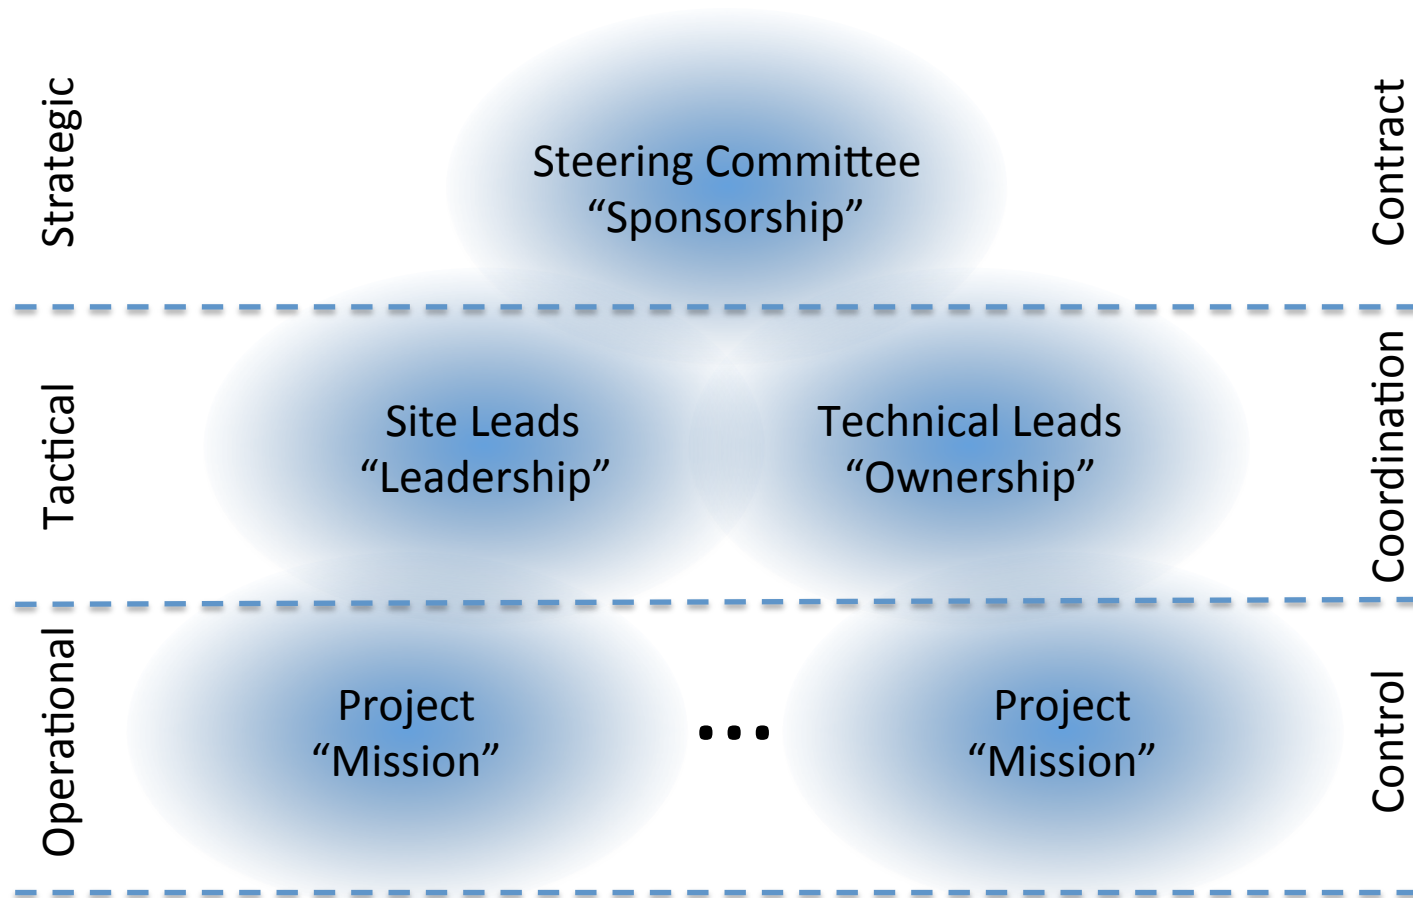 Strategic
Steering Committee
“Sponsorship”
Contract
Tactical
Site Leads
“Leadership”
Technical Leads
“Ownership”
Coordination
Operational
Project
“Mission”
...
Project
“Mission”
Control